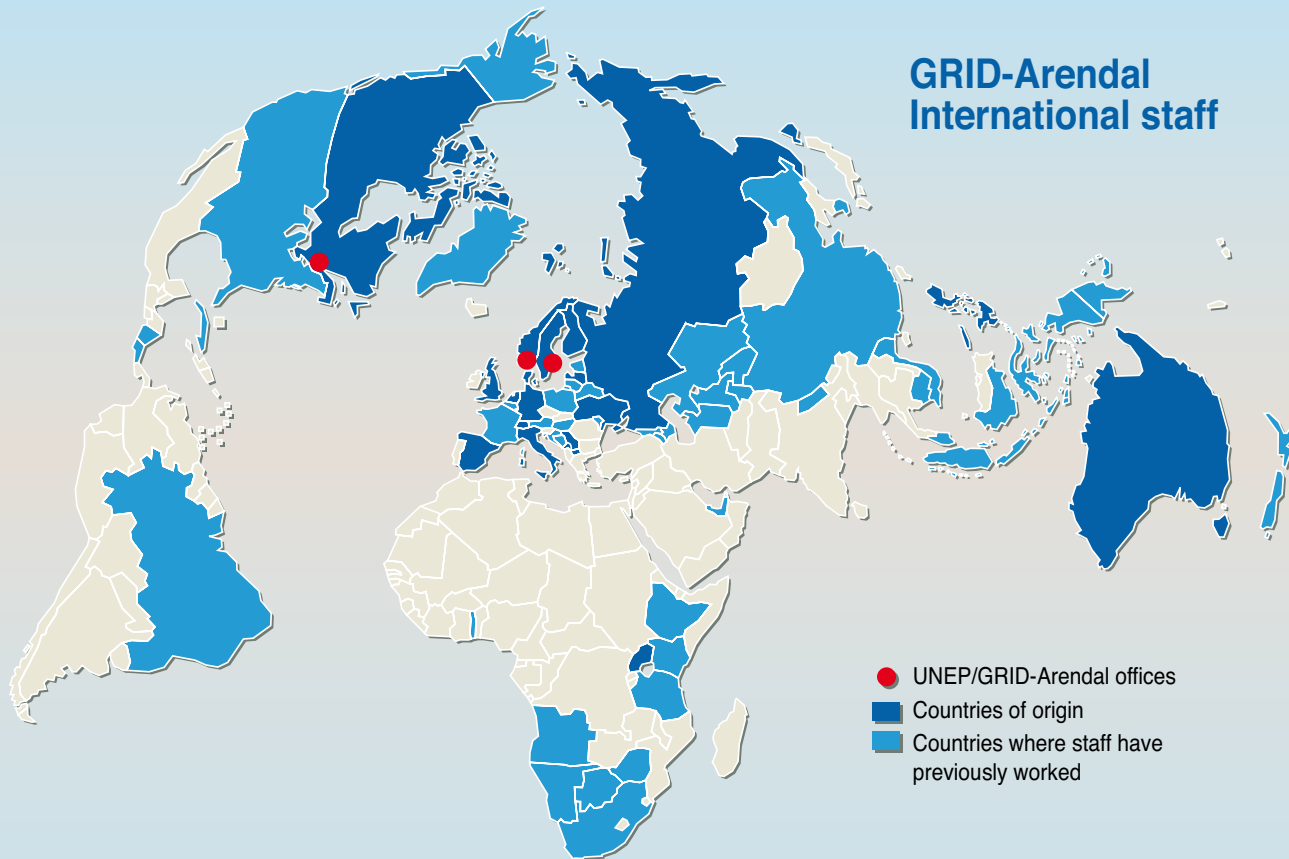 GRID-Arendal
International staff
UNEP/GRID-Arendal offices
Countries of origin
Countries where staff have
previously worked